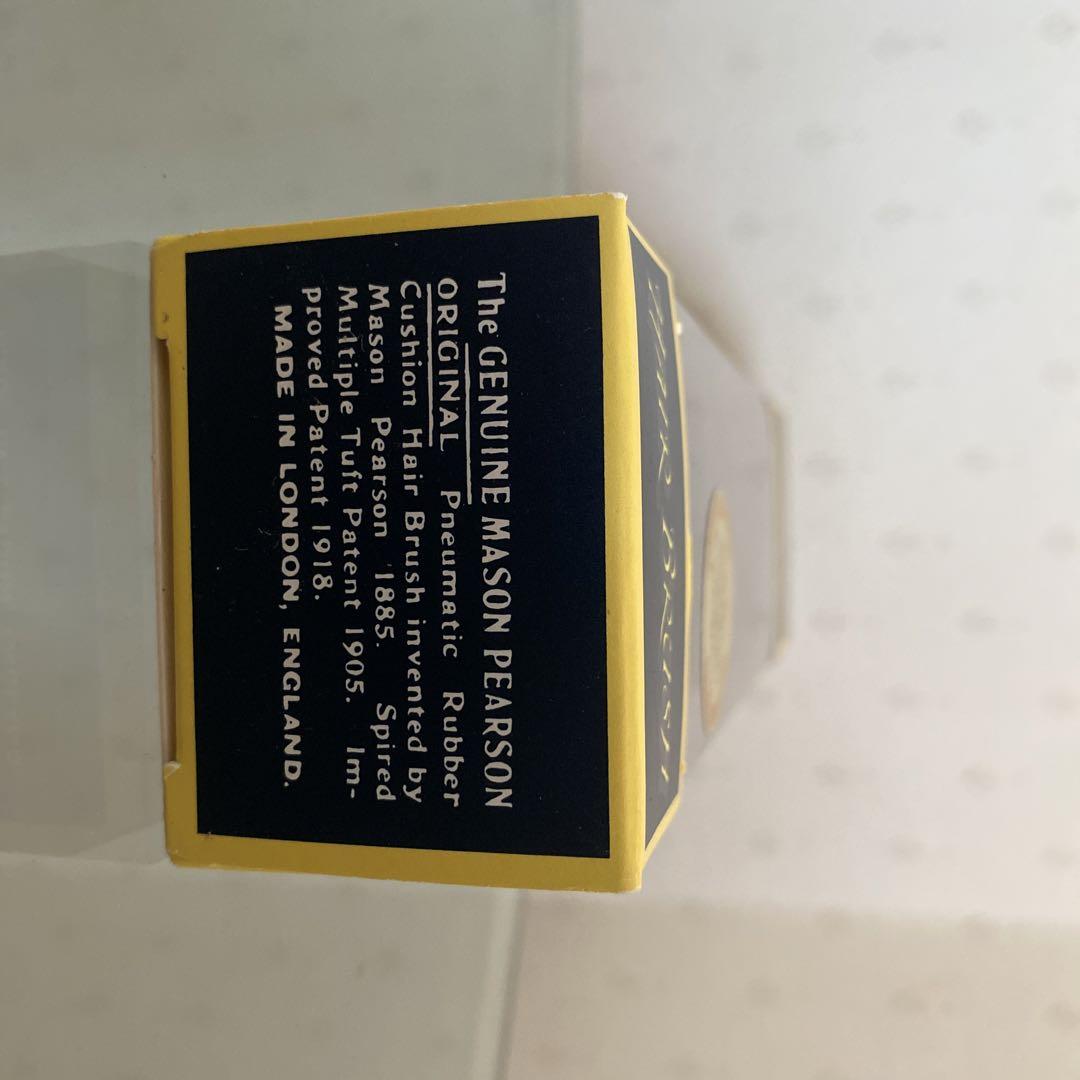 The GENUINE MASON PEARSON
ORIGINAL Pneumatic Rubber
Cushion Hair Brush invented by
Mason Pearson 1885. Spired
Multiple Tuft Patent 1905. Im-
proved Patent 1918.
MADE IN LONDON, ENGLAND.